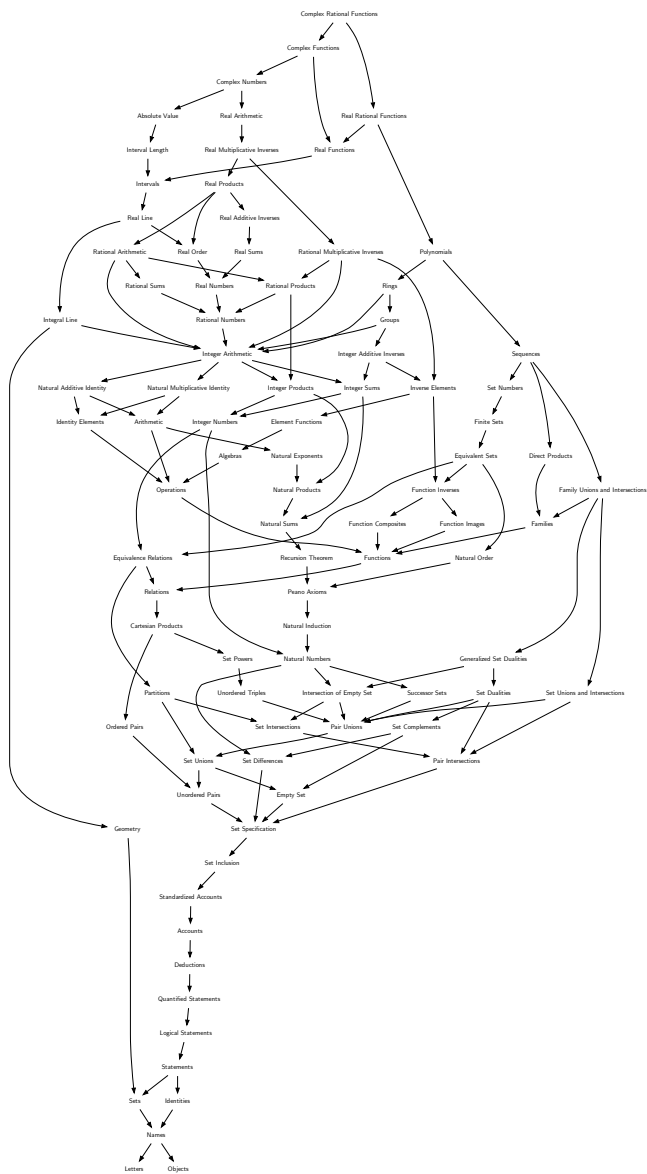 Complex Rational Functions
Complex Functions
Complex Numbers
Absolute Value
Real Arithmetic
Real Rational Functions
Interval Length
Real Multiplicative Inverses
Real Functions
Intervals
Real Products
Real Line
Real Additive Inverses
Rational Arithmetic
Real Order
Real Sums
Rational Multiplicative Inverses
Polynomials
Rational Sums
Real Numbers
Rational Products
Rings
Integral Line
Rational Numbers
Groups
Integer Arithmetic
Integer Additive Inverses
Sequences
Natural Additive Identity
Natural Multiplicative Identity
Integer Products
Integer Sums
Inverse Elements
Set Numbers
Identity Elements
Arithmetic
Integer Numbers
Element Functions
Finite Sets
Algebras
Natural Exponents
Equivalent Sets
Direct Products
Operations
Natural Products
Function Inverses
Family Unions and Intersections
Natural Sums
Function Composites
Function Images
Families
Equivalence Relations
Recursion Theorem
Functions
Natural Order
Relations
Peano Axioms
Cartesian Products
Natural Induction
Set Powers
Natural Numbers
Generalized Set Dualities
Partitions
Unordered Triples
Intersection of Empty Set
Successor Sets
Set Dualities
Set Unions and Intersections
Ordered Pairs
Set Intersections
Pair Unions
Set Complements
Set Unions
Set Differences
Pair Intersections
Unordered Pairs
Empty Set
Geometry
Set Specification
Set Inclusion
Standardized Accounts
Accounts
Deductions
Quantified Statements
Logical Statements
Statements
Sets
Identities
Names
Letters
Objects